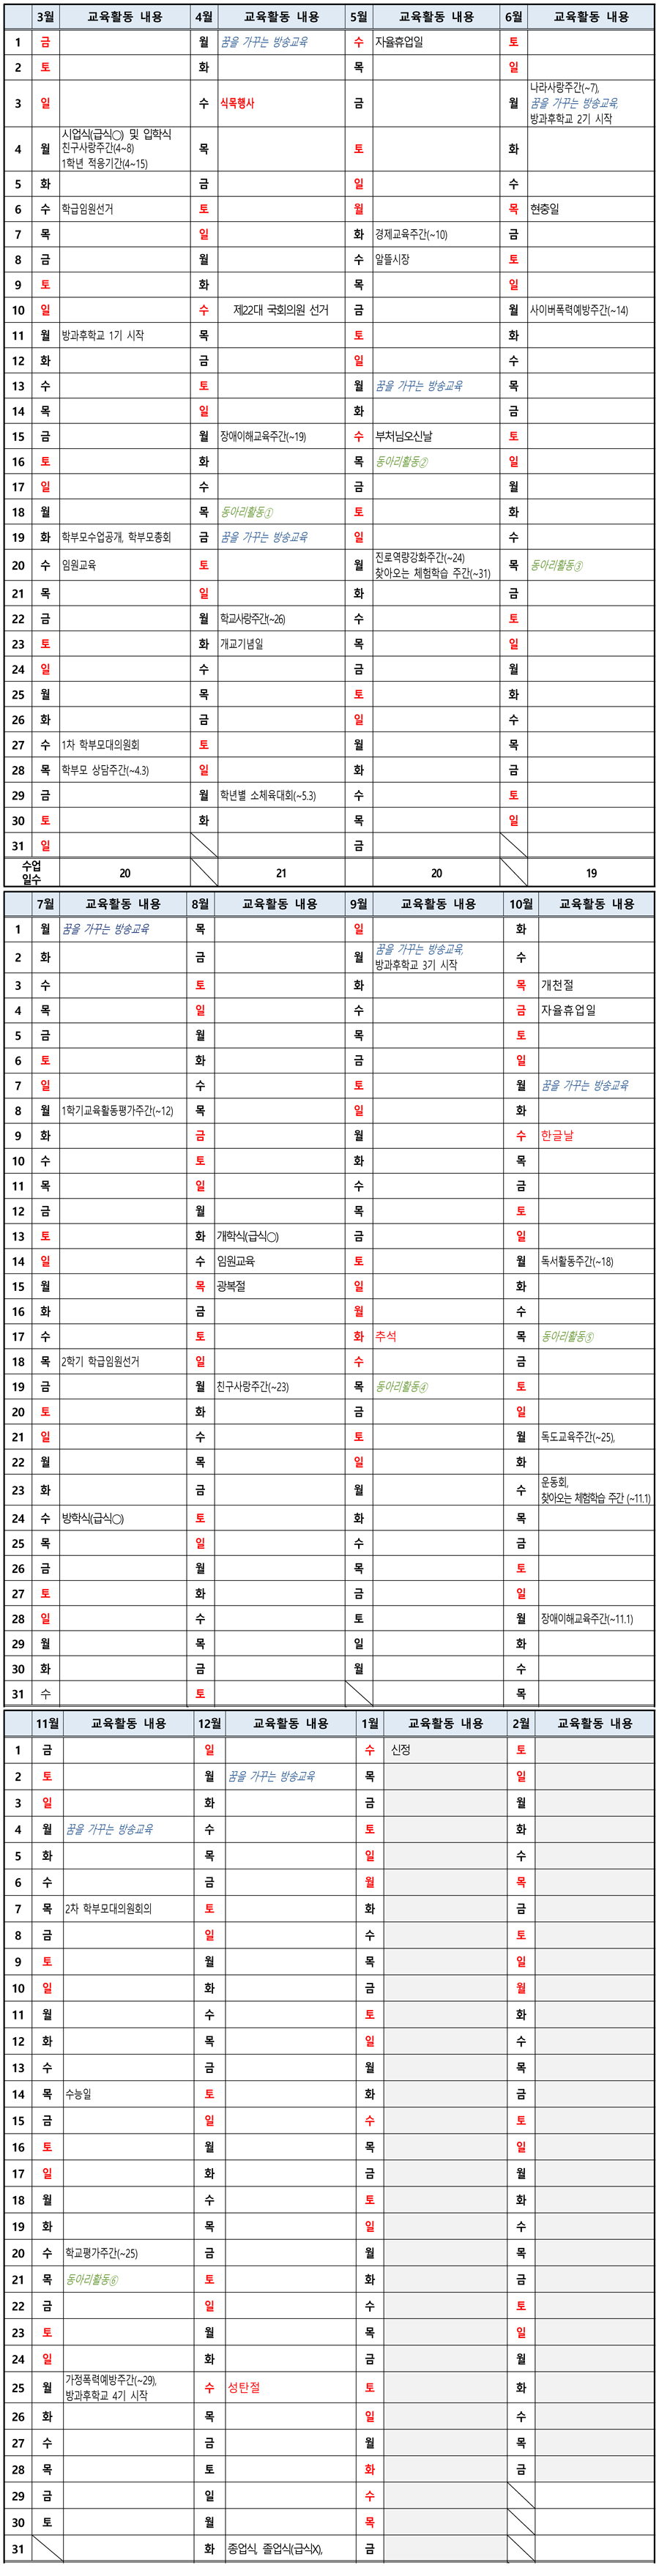 3월 교육활동 내용 4월 교육활동 내용 5월 교육활동 내용 6월 교육활동 내용
1 금 월 꿈을 가꾸는 방송교육 수 자율휴업일 토
2 토 화 목 일
3 일 수 식목행사 금 월 나라사랑주간(~7),
꿈을 가꾸는 방송교육,
방과후학교 2기 시작
4 월 시업식(급식○) 및 입학식 목 토 화
친구사랑주간(4~8)
1학년 적응기간(4~15)
5 화 금 일 수
6 수 학급임원선거 토 월 목 현충일
7 목 일 화 경제교육주간(~10) 금
8 금 월 수 알뜰시장 토
9 토 화 목 일
10 일 수 제22대 국회의원 선거 금 월 사이버폭력예방주간(~14)
11 월 방과후학교 1기 시작 목 토 화
12 화 금 일 수
13 수 토 월 꿈을 가꾸는 방송교육 목
14 목 일 화 금
15 금 월 장애이해교육주간(~19) 수 부처님오신날 토
16 토 화 목 동아리활동② 일
17 일 수 금 월
18 월 목 동아리활동① 토 화
19 화 학부모수업공개, 학부모총회 금 꿈을 가꾸는 방송교육 일 수
20 수 임원교육 토 월 진로역량강화주간(~24) 목 동아리활동③
찾아오는 체험학습 주간(~31)
21 목 일 화 금
22 금 월 학교사랑주간(~26) 수 토
23 토 화 개교기념일 목 일
24 일 수 금 월
25 월 목 토 화
26 화 금 일 수
27 수 1차 학부모대의원회 토 월 목
28 목 학부모 상담주간(~4.3) 일 화 금
29 금 월 학년별 소체육대회(~5.3) 수 토
30 토 화 목 일
31 일 금
수업
일수 20 21 20 19
7월 교육활동 내용 8월 교육활동 내용 9월 교육활동 내용 10월 교육활동 내용
1 월 꿈을 가꾸는 방송교육 목 일 화
2 화 금 월 꿈을 가꾸는 방송교육, 수
방과후학교 3기 시작
3 수 토 화 목 개천절
4 목 일 수 금 자율휴업일
5 금 월 목 토
6 토 화 금 일
7 일 수 토 월 꿈을 가꾸는 방송교육
8 월 1학기교육활동평가주간(~12) 목 일 화
9 화 금 월 수 한글날
10 수 토 화 목
11 목 일 수 금
12 금 월 목 토
13 토 화 개학식(급식○) 금 일
14 일 수 임원교육 토 월 독서활동주간(~18)
15 월 목 광복절 일 화
16 화 금 월 수
17 수 토 화 추석 목 동아리활동⑤
18 목 2학기 학급임원선거 일 수 금
19 금 월 친구사랑주간(~23) 목 동아리활동④ 토
20 토 화 금 일
21 일 수 토 월 독도교육주간(~25),
22 월 목 일 화
23 화 금 월 수 운동회,
찾아오는 체험학습 주간 (~11.1)
24 수 방학식(급식○) 토 화 목
25 목 일 수 금
26 금 월 목 토
27 토 화 금 일
28 일 수 토 월 장애이해교육주간(~11.1)
29 월 목 일 화
30 화 금 월 수
31 수 토 목
11월 교육활동 내용 12월 교육활동 내용 1월 교육활동 내용 2월 교육활동 내용
1 금 일 수 신정 토
2 토 월 꿈을 가꾸는 방송교육 목 일
3 일 화 금 월
4 월 꿈을 가꾸는 방송교육 수 토 화
5 화 목 일 수
6 수 금 월 목
7 목 2차 학부모대의원회의 토 화 금
8 금 일 수 토
9 토 월 목 일
10 일 화 금 월
11 월 수 토 화
12 화 목 일 수
13 수 금 월 목
14 목 수능일 토 화 금
15 금 일 수 토
16 토 월 목 일
17 일 화 금 월
18 월 수 토 화
19 화 목 일 수
20 수 학교평가주간(~25) 금 월 목
21 목 동아리활동⑥ 토 화 금
22 금 일 수 토
23 토 월 목 일
24 일 화 금 월
25 월 가정폭력예방주간(~29), 수 성탄절 토 화
방과후학교 4기 시작
26 화 목 일 수
27 수 금 월 목
28 목 토 화 금
29 금 일 수
30 토 월 목
31 화 종업식, 졸업식(급식X), 금